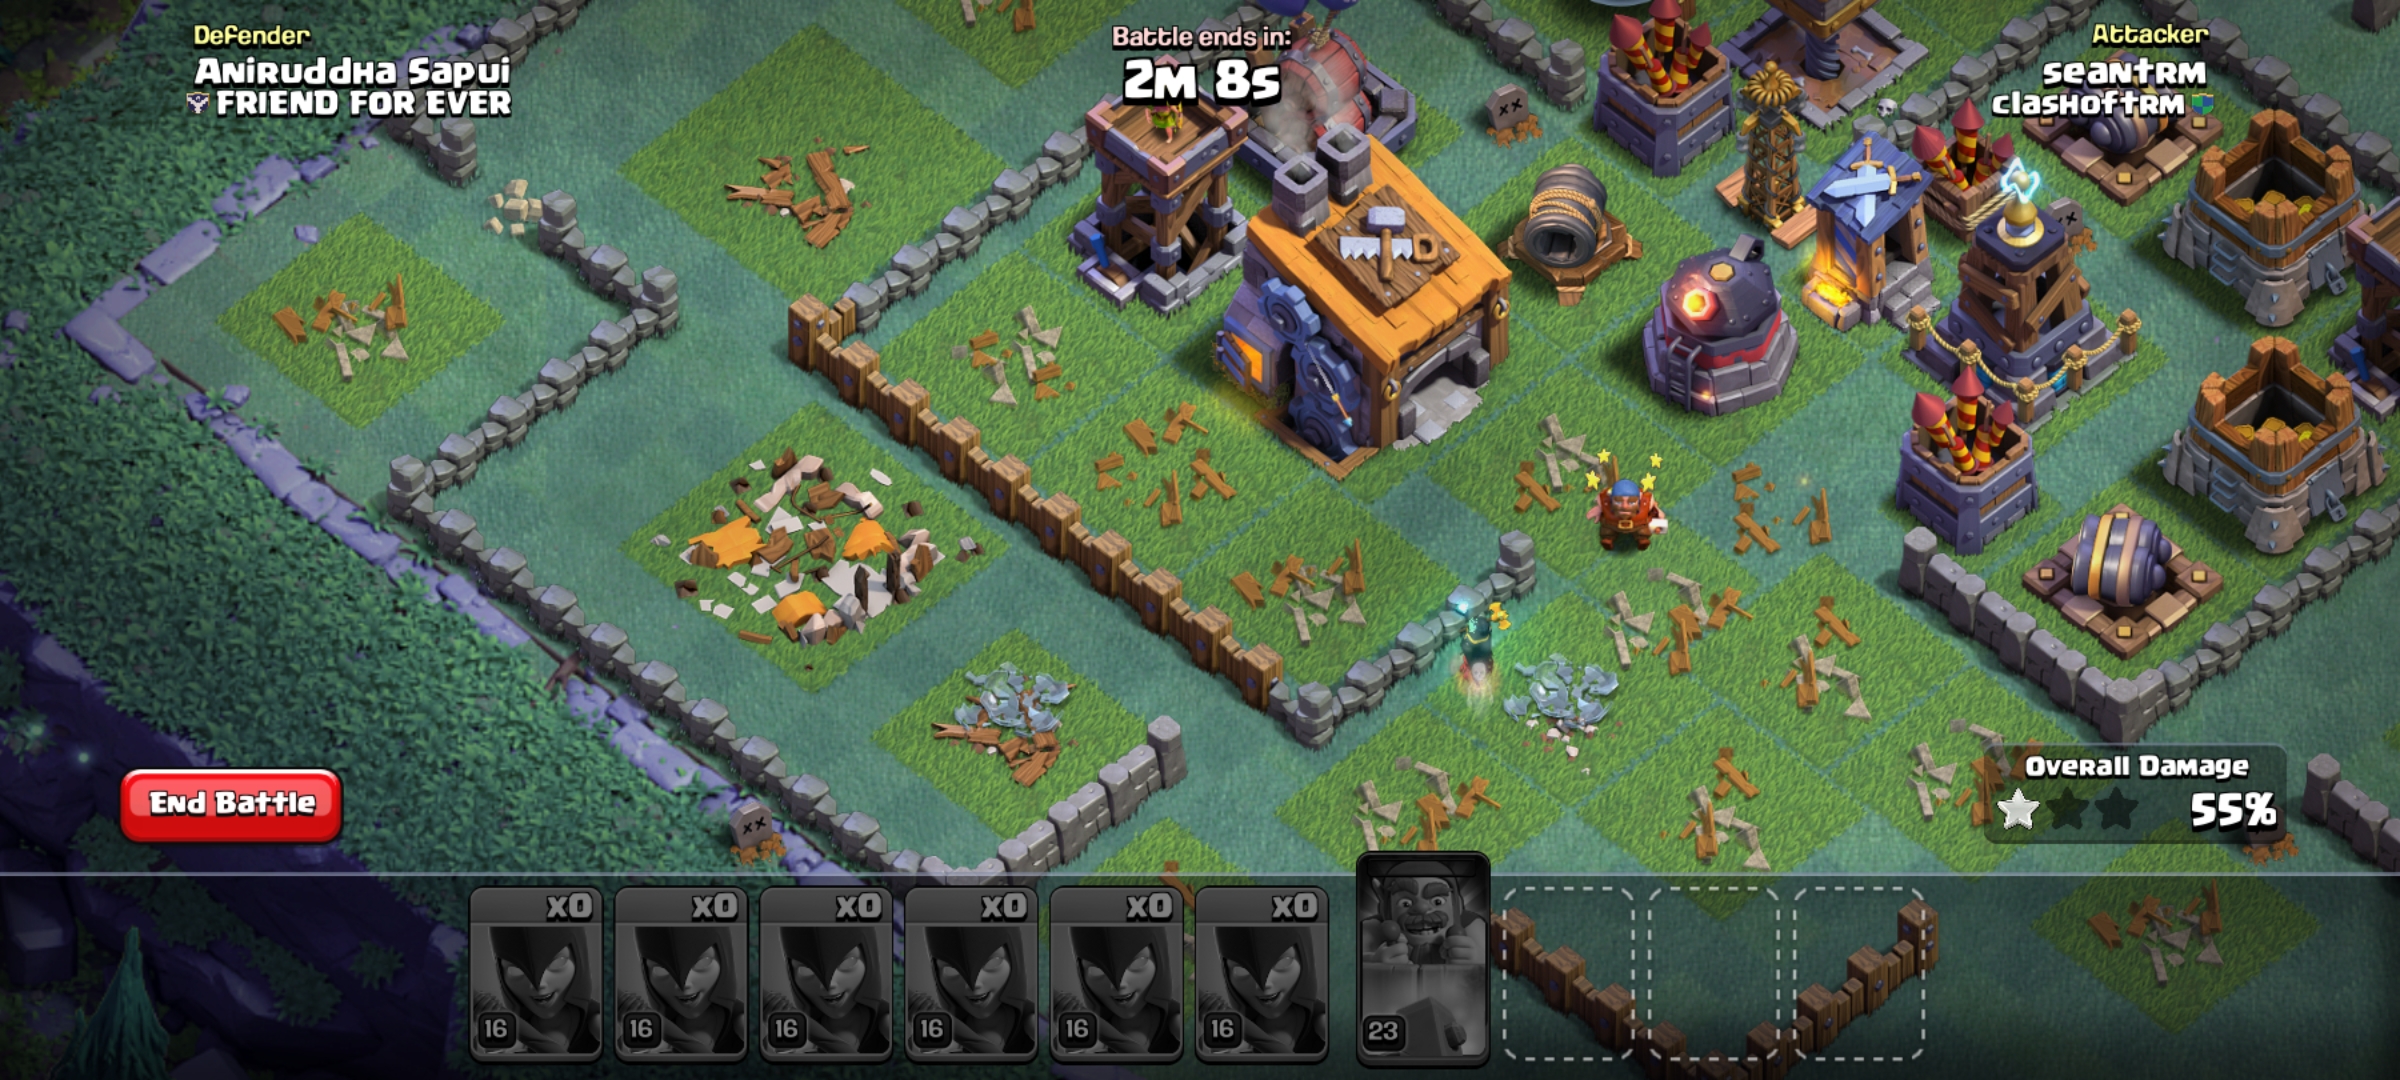 Defender
Aniruddha Sapui
FRIEND FOR EVER
Battle ends in:
2m 8s
Attacker
seantrm
clashoftrm
End Battle
Overall Damage
55%
x0
x0
x0
x0
x0
x0
16
16
16
16
16
16
23